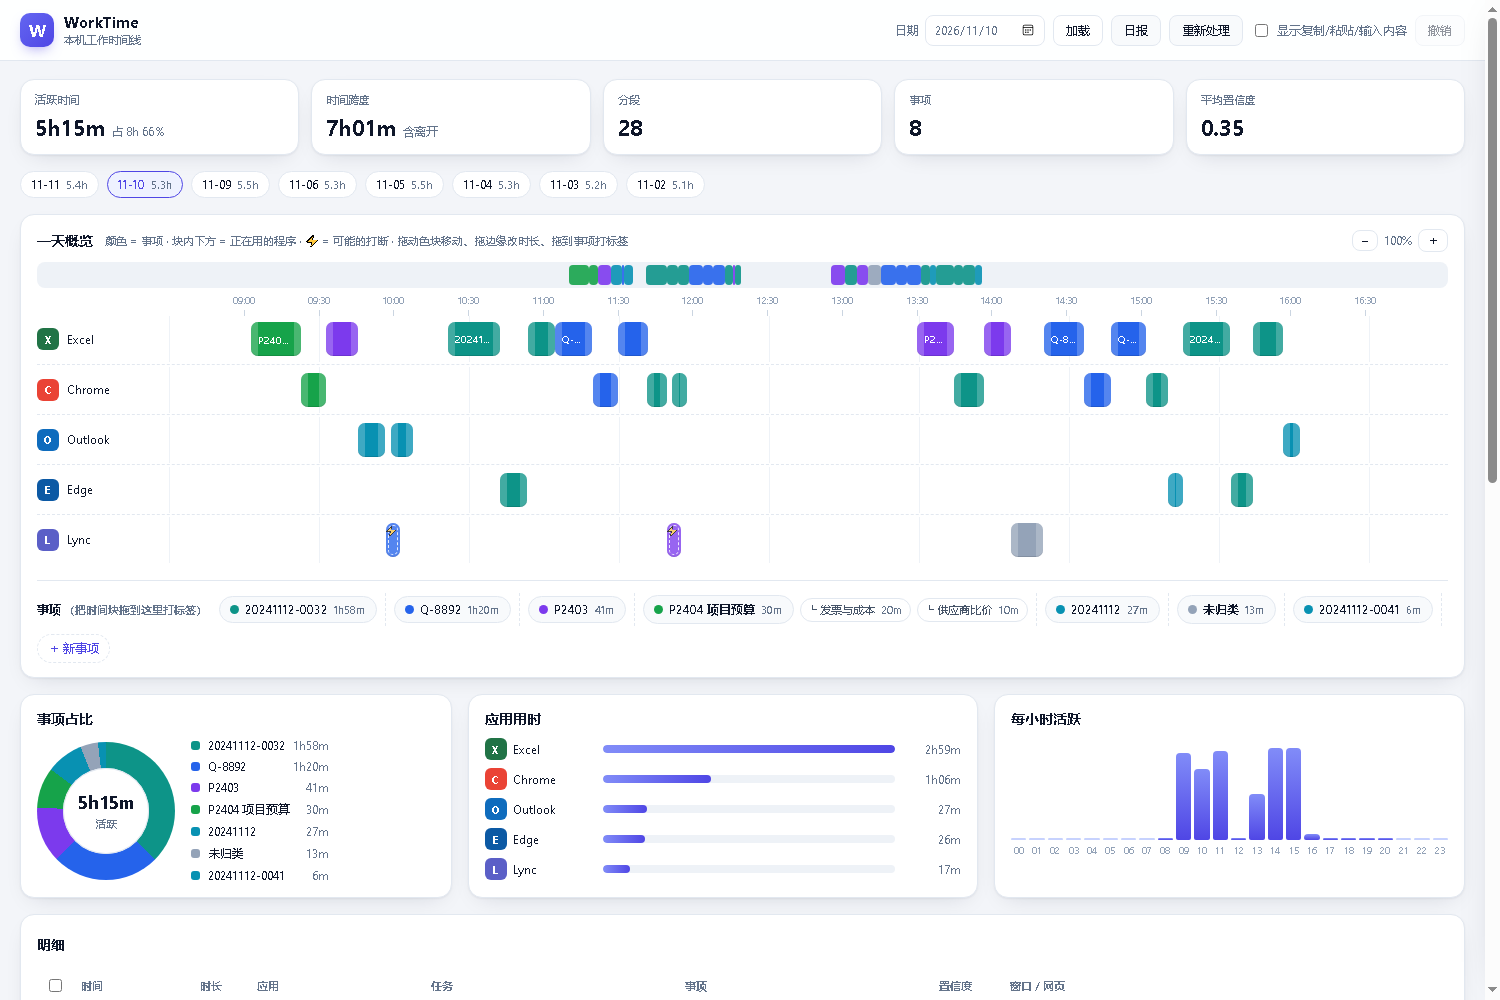 W WorkTime
本机工作时间线
日期 2026/11/10 加载 日报 重新处理 显示复制/粘贴/输入内容 撤销
活跃时间
5h15m 占 8h 66%
时间跨度
7h01m 含离开
分段
28
事项
8
平均置信度
0.35
11-11 5.4h 11-10 5.3h 11-09 5.5h 11-06 5.3h 11-05 5.5h 11-04 5.3h 11-03 5.2h 11-02 5.1h
一天概览 颜色 = 事项 · 块内下方 = 正在用的程序 · ⚡ = 可能的打断 · 拖动色块移动、拖边缘改时长、拖到事项打标签 − 100% +
09:00 09:30 10:00 10:30 11:00 11:30 12:00 12:30 13:00 13:30 14:00 14:30 15:00 15:30 16:00 16:30
X Excel P240... 20241... Q-... P2... Q-8... Q-... 2024...
C Chrome
O Outlook
E Edge
L Lync ⚡ ⚡
事项 (把时间块拖到这里打标签) 20241112-0032 1h58m Q-8892 1h20m P2403 41m P2404 项目预算 30m └ 发票与成本 20m └ 供应商比价 10m 20241112 27m 未归类 13m 20241112-0041 6m
+ 新事项
事项占比
5h15m
活跃
20241112-0032 1h58m
Q-8892 1h20m
P2403 41m
P2404 项目预算 30m
20241112 27m
未归类 13m
20241112-0041 6m
应用用时
X Excel 2h59m
C Chrome 1h06m
O Outlook 27m
E Edge 26m
L Lync 17m
每小时活跃
00 01 02 03 04 05 06 07 08 09 10 11 12 13 14 15 16 17 18 19 20 21 22 23
明细
时间 时长 应用 任务 事项 置信度 窗口 / 网页